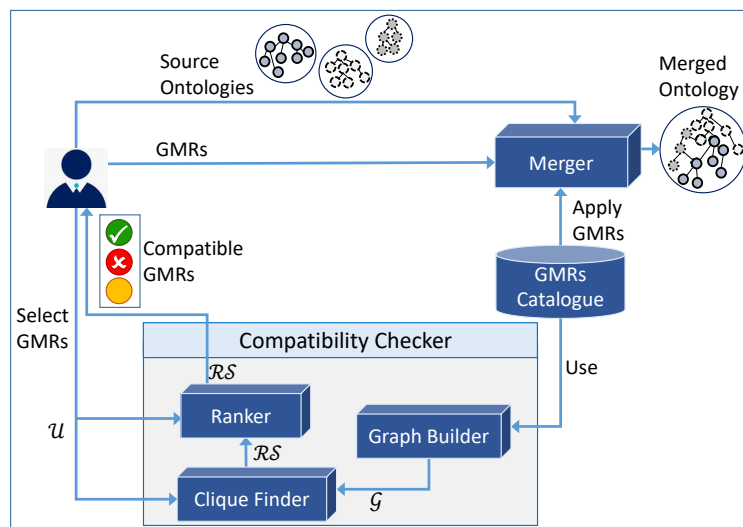 Source
Ontologies
Merged
Ontology
GMRs
Merger
Apply
GMRs
Compatible
GMRs
GMRs
Catalogue
Select
GMRs
Compatibility Checker
Use
ℛ𝒮
Ranker
Graph Builder
𝒰
ℛ𝒮
Clique Finder
𝒢